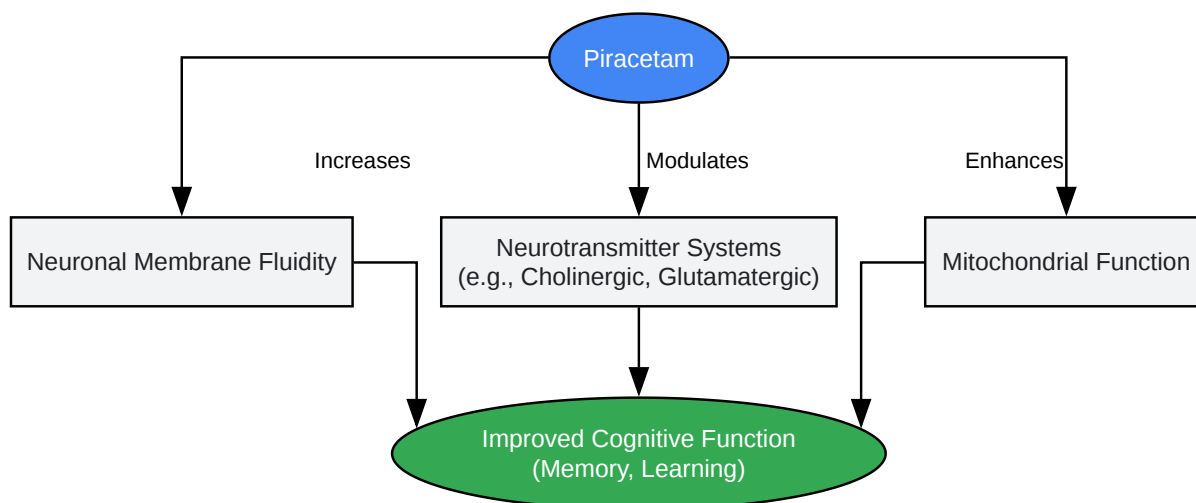 Piracetam
Increases
Modulates
Enhances
Neuronal Membrane Fluidity
Neurotransmitter Systems
(e.g., Cholinergic, Glutamatergic)
Mitochondrial Function
Improved Cognitive Function
(Memory, Learning)